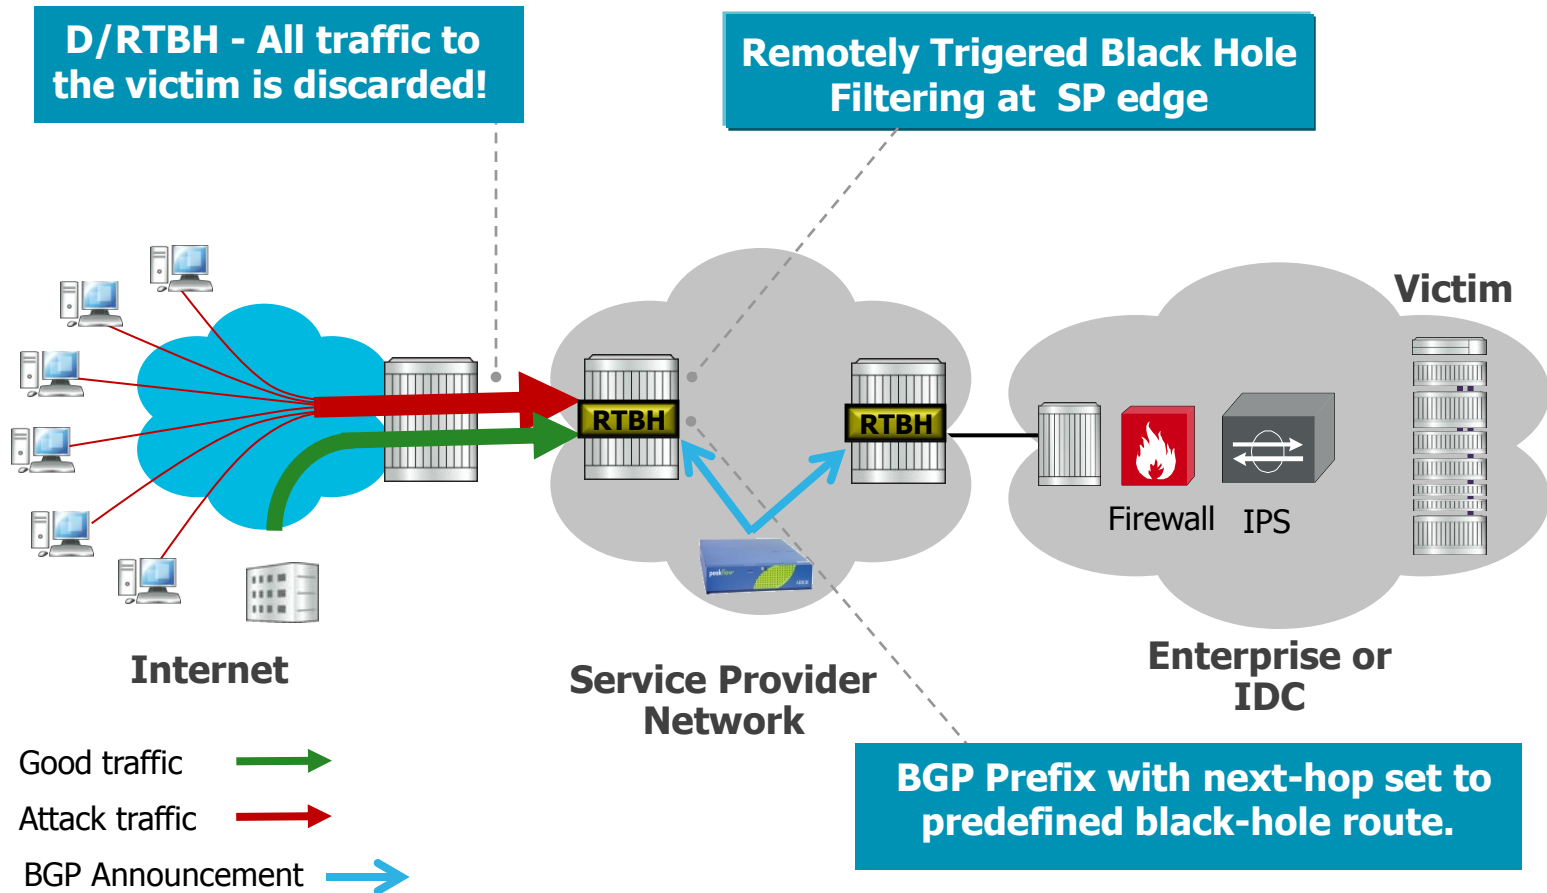 D/RTBH - All traffic to
the victim is discarded!
Remotely Trigered Black Hole
Filtering at SP edge
Victim
RTBH
RTBH
Firewall
IPS
peakflow
Internet
Service Provider
Network
Enterprise or
IDC
Good traffic
Attack traffic
BGP Announcement
BGP Prefix with next-hop set to
predefined black-hole route.